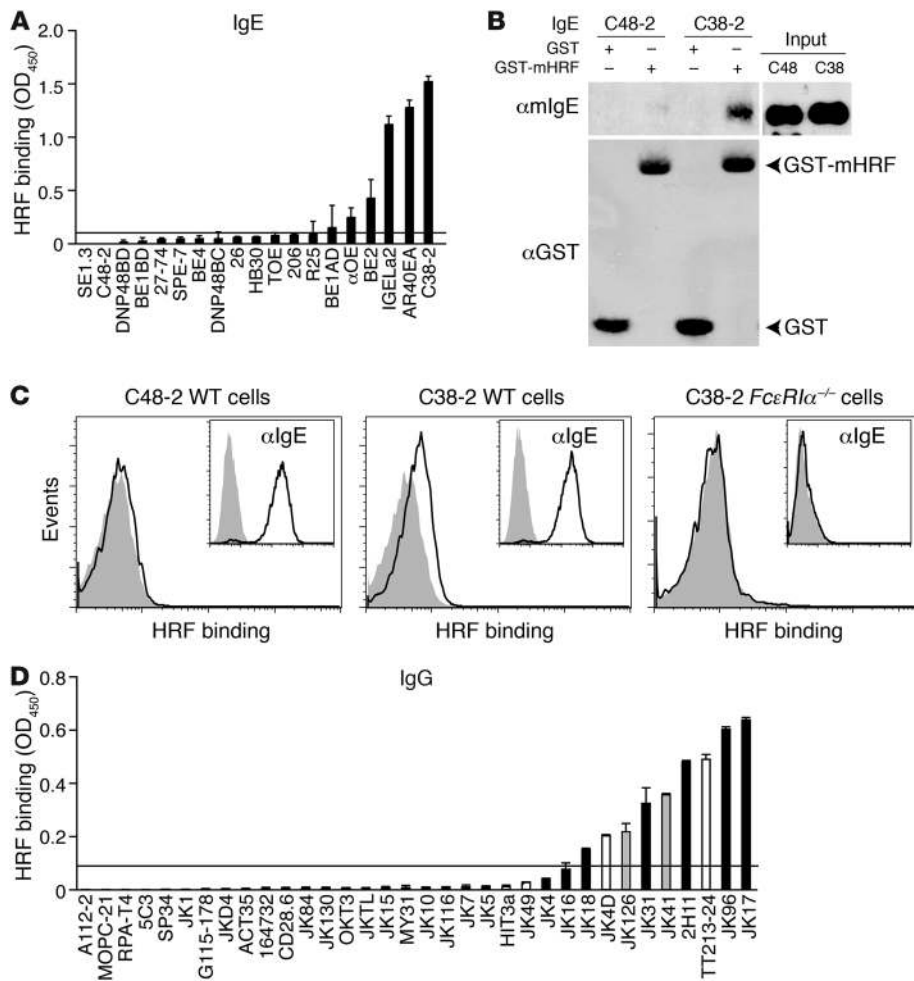 A
IgE
HRF binding (OD450)
2.0
1.5
1.0
0.5
0
SE1.3
C48-2
DNP48BD
BE1BD
27-74
SPE-7
BE4
DNP48BC
26
HB30
TOE
206
R25
BE1AD
αOE
BE2
IGELa2
AR40EA
C38-2
B
IgE C48-2 C38-2
GST + – + – Input
GST-mHRF – + – + C48 C38
αmIgE
◄GST-mHRF
αGST
◄GST
C
C48-2 WT cells
C38-2 WT cells
C38-2 FcεRIα–/– cells
αIgE
αIgE
αIgE
Events
HRF binding
HRF binding
HRF binding
D
IgG
HRF binding (OD450)
0.8
0.6
0.4
0.2
0
A112-2
MOPC-21
RPA-T4
5C3
SP34
JK1
G115-178
JKD4
ACT35
164732
CD28.6
JK84
JK130
OKT3
JKTL
JK15
MY31
JK10
JK116
JK7
JK5
HIT3a
JK49
JK4
JK16
JK18
JK4D
JK126
JK31
JK41
2H11
TT213-24
JK96
JK17